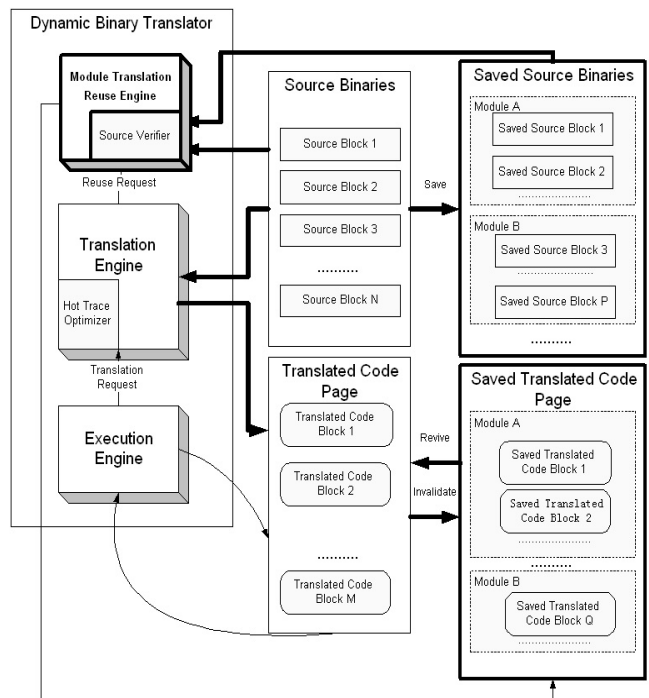 Dynamic Binary Translator
Module Translation
Reuse Engine
Source Verifier
Reuse Request
Translation
Engine
Hot Trace
Optimizer
Translation
Request
Execution
Engine
Source Binaries
Source Block 1
Source Block 2
Source Block 3
..........
Source Block N
Save
Saved Source Binaries
Module A
Saved Source Block 1
Saved Source Block 2
....................
Module B
Saved Source Block 3
....................
Saved Source Block P
..........
Translated Code
Page
Translated Code
Block 1
Translated Code
Block 2
..........
Translated Code
Block M
Revive
Invalidate
Saved Translated Code
Page
Module A
Saved Translated
Code Block 1
Saved Translated
Code Block 2
....................
..........
Module B
Saved Translated
Code Block Q
....................